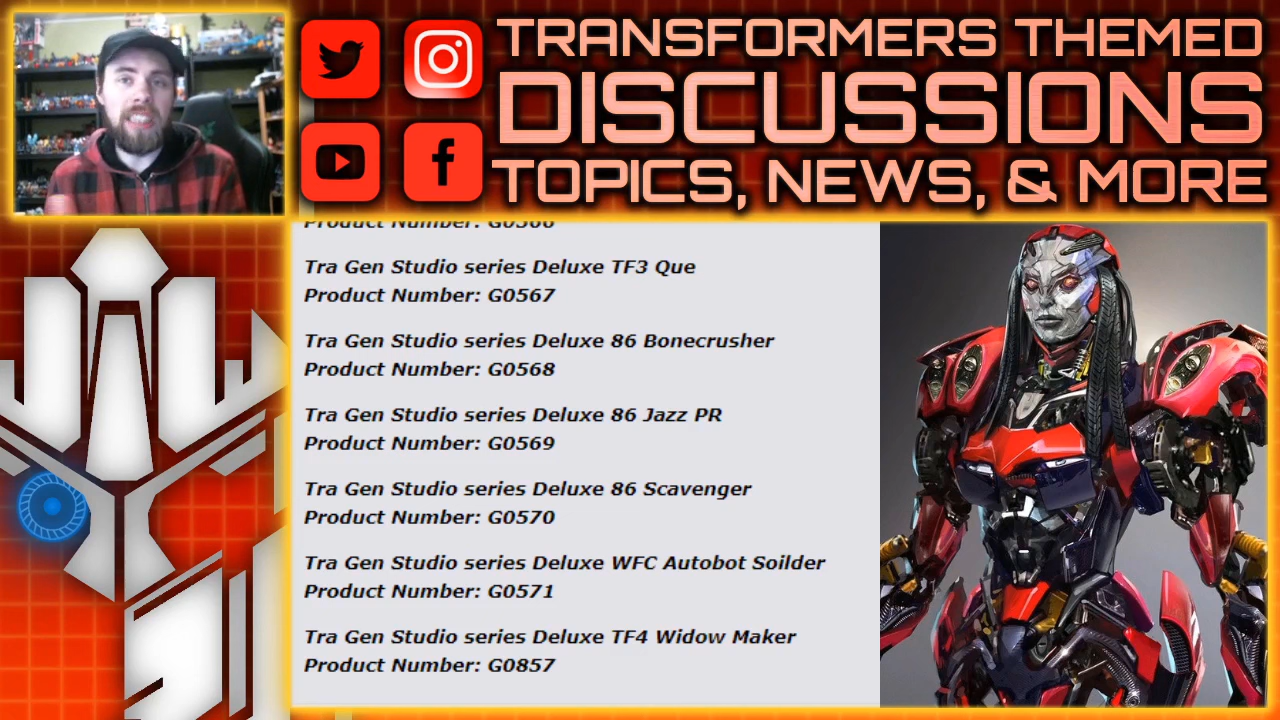 TRANSFORMERS THEMED
DISCUSSIONS
TOPICS, NEWS, & MORE
Product Number: G0566
Tra Gen Studio series Deluxe TF3 Que
Product Number: G0567
Tra Gen Studio series Deluxe 86 Bonecrusher
Product Number: G0568
Tra Gen Studio series Deluxe 86 Jazz PR
Product Number: G0569
Tra Gen Studio series Deluxe 86 Scavenger
Product Number: G0570
Tra Gen Studio series Deluxe WFC Autobot Soilder
Product Number: G0571
Tra Gen Studio series Deluxe TF4 Widow Maker
Product Number: G0857